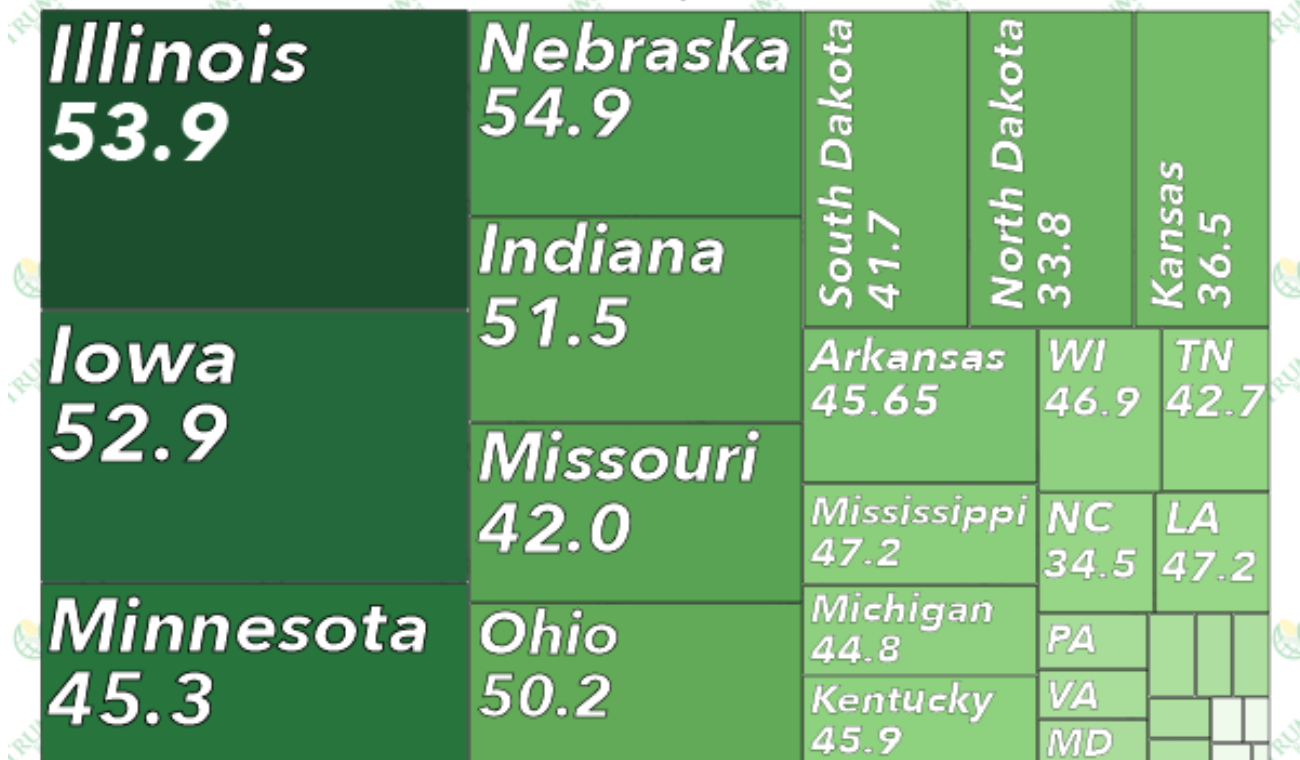 Illinois
53.9
Iowa
52.9
Minnesota
45.3
Nebraska
54.9
Indiana
51.5
Missouri
42.0
Ohio
50.2
South Dakota
41.7
North Dakota
33.8
Kansas
36.5
Arkansas
45.65
WI
46.9
TN
42.7
Mississippi
47.2
NC
34.5
LA
47.2
Michigan
44.8
Kentucky
45.9
PA
VA
MD